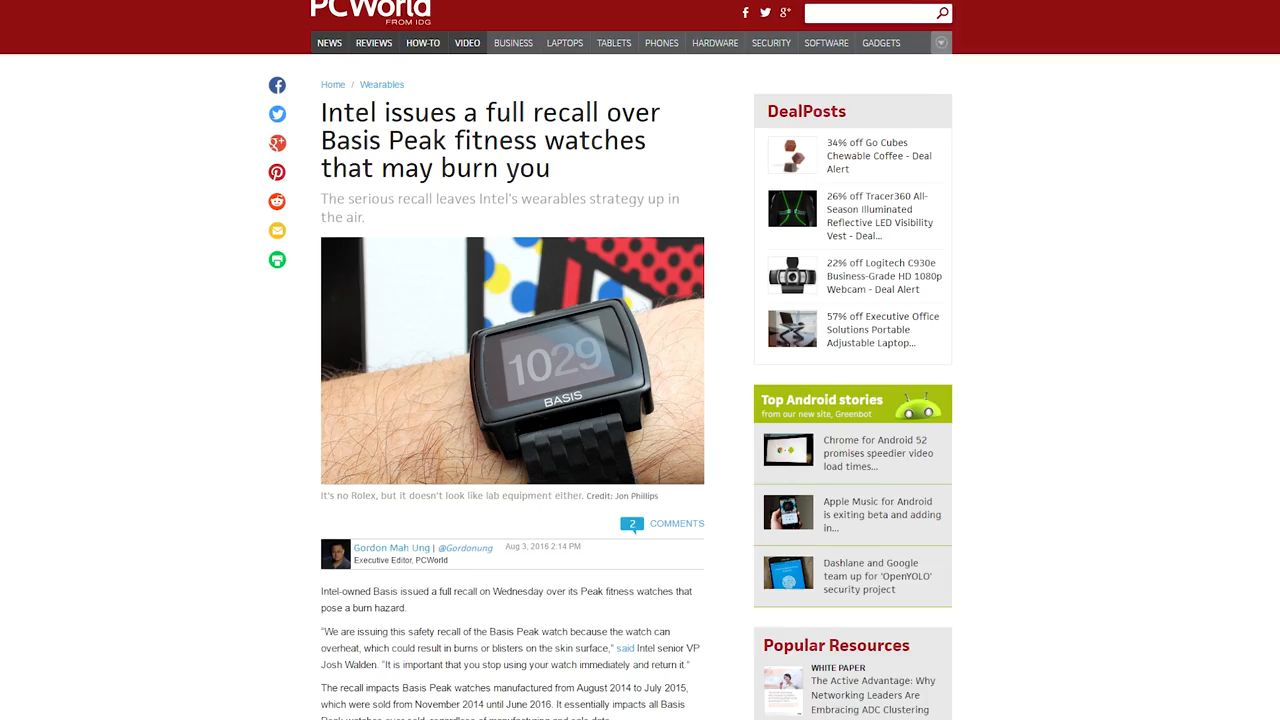 PCWorld
FROM IDG
NEWS REVIEWS HOW-TO VIDEO BUSINESS LAPTOPS TABLETS PHONES HARDWARE SECURITY SOFTWARE GADGETS
Home / Wearables
Intel issues a full recall over
Basis Peak fitness watches
that may burn you
The serious recall leaves Intel's wearables strategy up in
the air.
1029
BASIS
It's no Rolex, but it doesn't look like lab equipment either. Credit: Jon Phillips
2 COMMENTS
Gordon Mah Ung | @Gordonung Aug 3, 2016 2:14 PM
Executive Editor, PCWorld
Intel-owned Basis issued a full recall on Wednesday over its Peak fitness watches that
pose a burn hazard.
"We are issuing this safety recall of the Basis Peak watch because the watch can
overheat, which could result in burns or blisters on the skin surface," said Intel senior VP
Josh Walden. "It is important that you stop using your watch immediately and return it."
The recall impacts Basis Peak watches manufactured from August 2014 to July 2015,
which were sold from November 2014 until June 2016. It essentially impacts all Basis
Peak watches ever sold, regardless of manufacturing and sale date.
DealPosts
34% off Go Cubes
Chewable Coffee - Deal
Alert
26% off Tracer360 All-
Season Illuminated
Reflective LED Visibility
Vest - Deal...
22% off Logitech C930e
Business-Grade HD 1080p
Webcam - Deal Alert
57% off Executive Office
Solutions Portable
Adjustable Laptop...
Top Android stories
from our new site, Greenbot
Chrome for Android 52
promises speedier video
load times...
Apple Music for Android
is exiting beta and adding
in...
Dashlane and Google
team up for 'OpenYOLO'
security project
Popular Resources
WHITE PAPER
The Active Advantage: Why
Networking Leaders Are
Embracing ADC Clustering